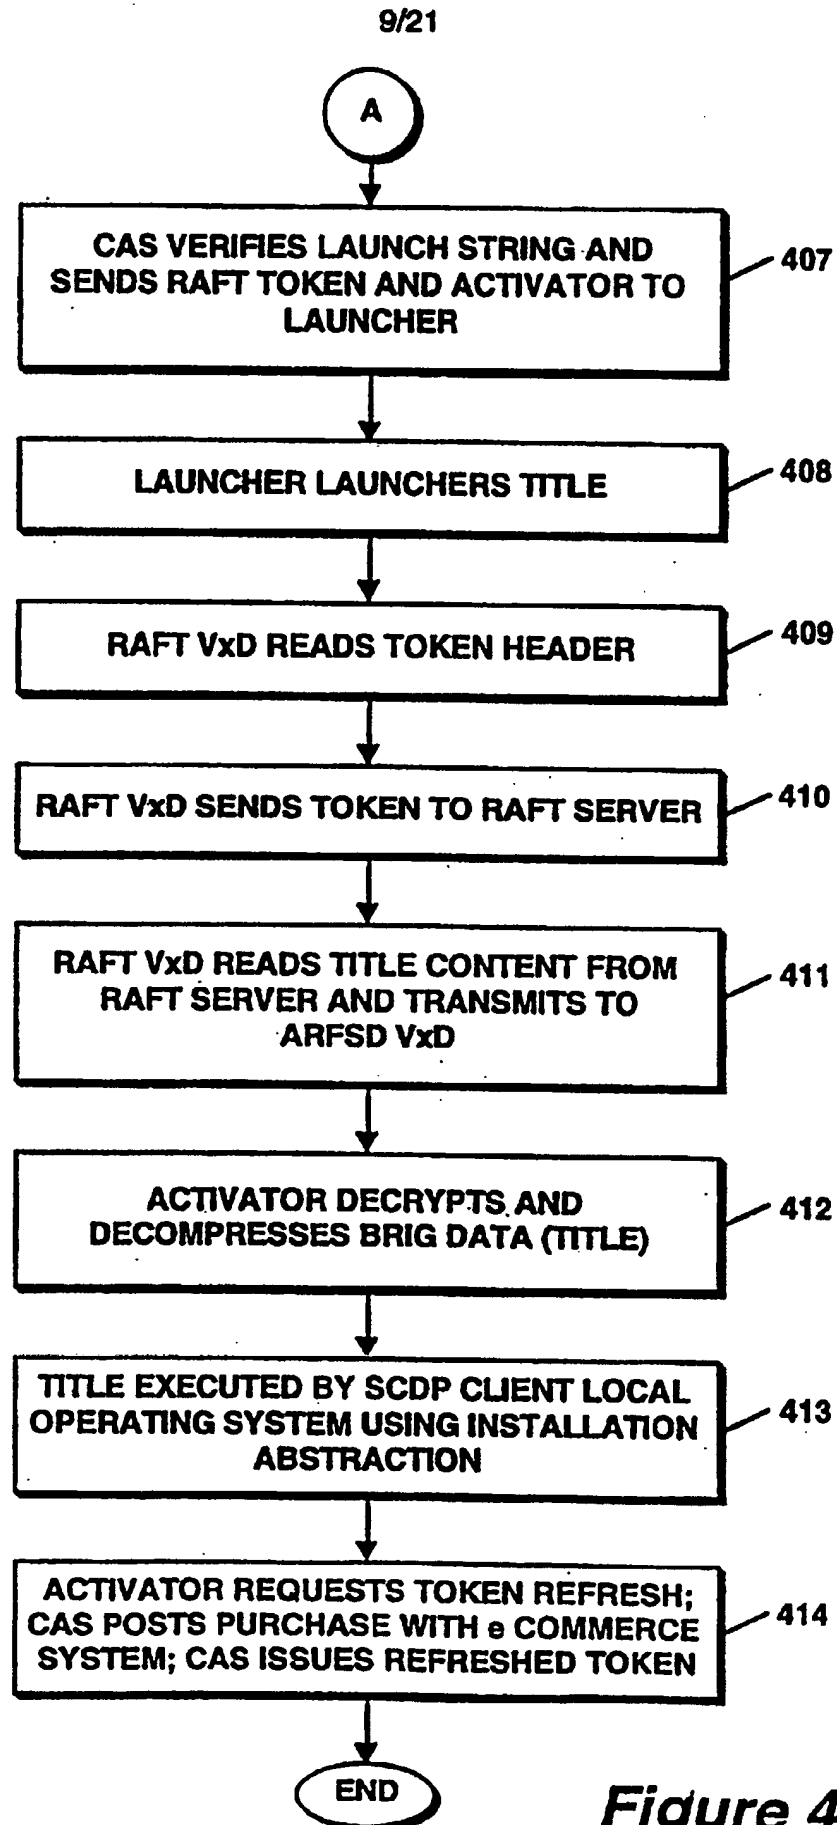 9/21
A
CAS VERIFIES LAUNCH STRING AND
SENDS RAFT TOKEN AND ACTIVATOR TO
LAUNCHER
407
LAUNCHER LAUNCHERS TITLE
408
RAFT VxD READS TOKEN HEADER
409
RAFT VxD SENDS TOKEN TO RAFT SERVER
410
RAFT VxD READS TITLE CONTENT FROM
RAFT SERVER AND TRANSMITS TO
ARFSD VxD
411
ACTIVATOR DECRYPTS AND
DECOMPRESSES BRIG DATA (TITLE)
412
TITLE EXECUTED BY SCDP CLIENT LOCAL
OPERATING SYSTEM USING INSTALLATION
ABSTRACTION
413
ACTIVATOR REQUESTS TOKEN REFRESH;
CAS POSTS PURCHASE WITH e COMMERCE
SYSTEM; CAS ISSUES REFRESHED TOKEN
414
END
Figure 4